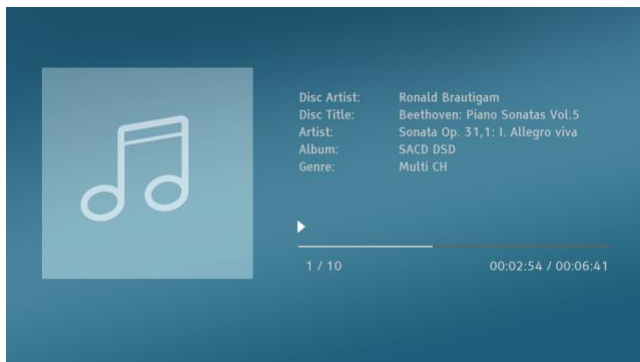 Disc Artist: Ronald Brautigam
Disc Title: Beethoven: Piano Sonatas Vol.5
Artist: Sonata Op. 31,1: I. Allegro viva
Album: SACD DSD
Genre: Multi CH
1 / 10 00:02:54 / 00:06:41